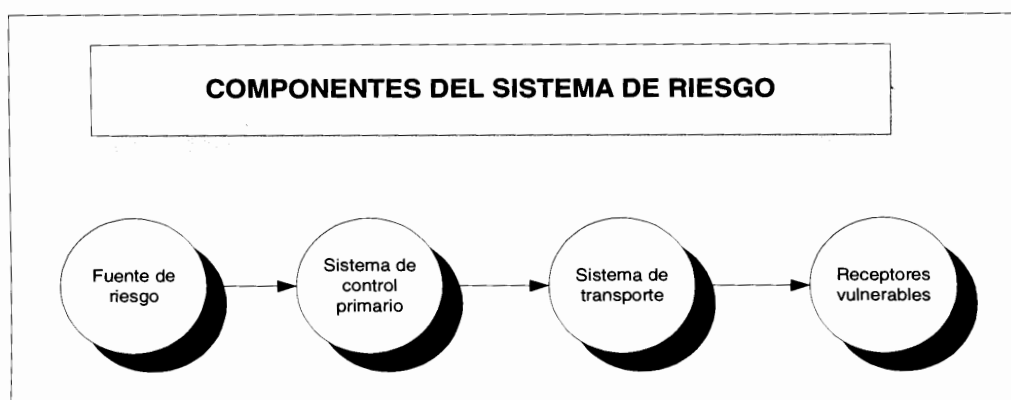 COMPONENTES DEL SISTEMA DE RIESGO
Fuente de
riesgo
Sistema de
control
primario
Sistema de
transporte
Receptores
vulnerables